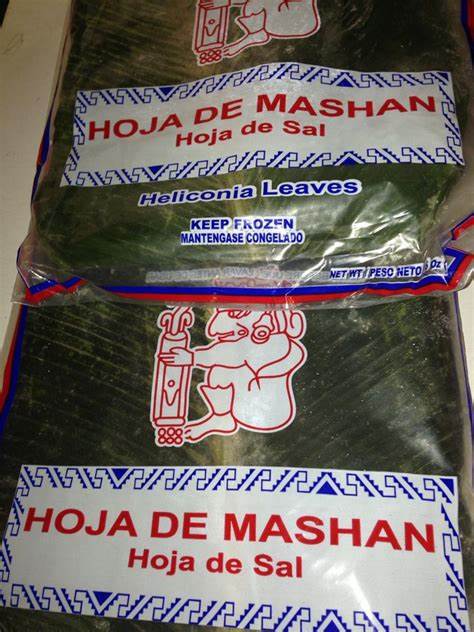 HOJA DE MASHAN
Hoja de Sal
Heliconia Leaves
KEEP FROZEN
MANTENGASE CONGELADO
NET WT PESO NETO Oz
HOJA DE MASHAN
Hoja de Sal